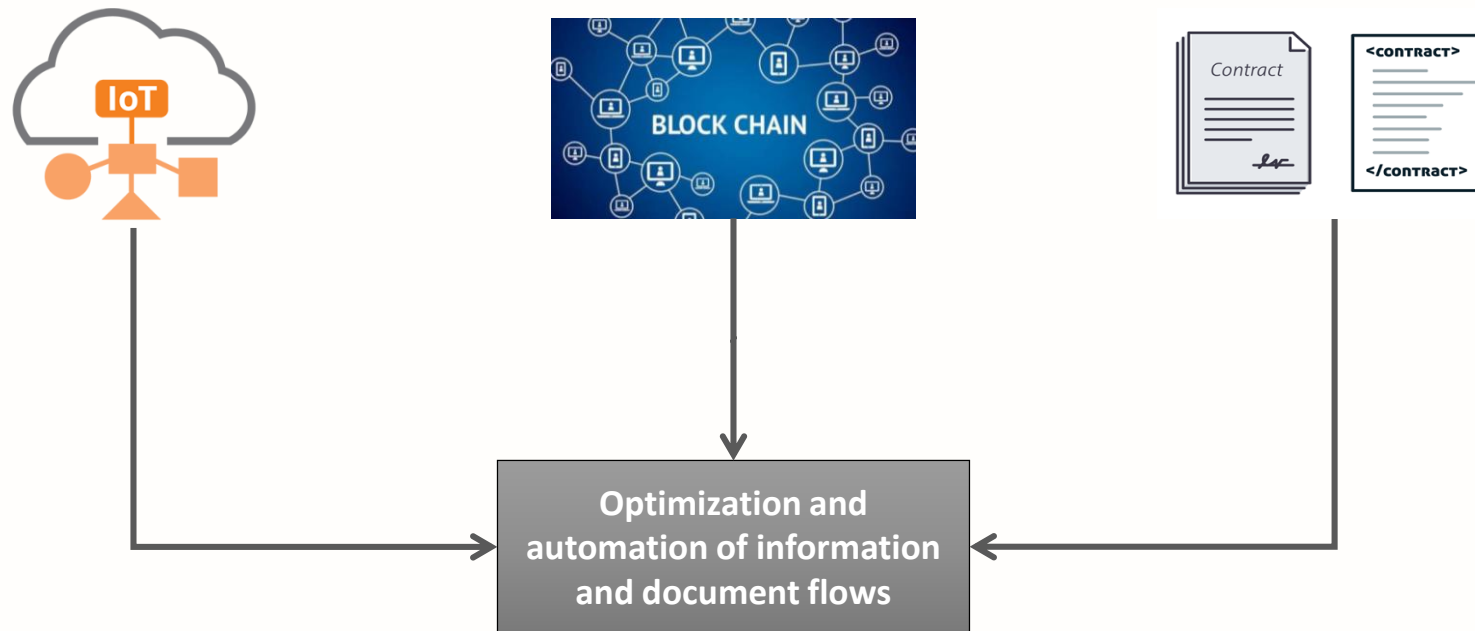 IoT
BLOCK CHAIN
Contract
<contract>
</contract>
Optimization and
automation of information
and document flows